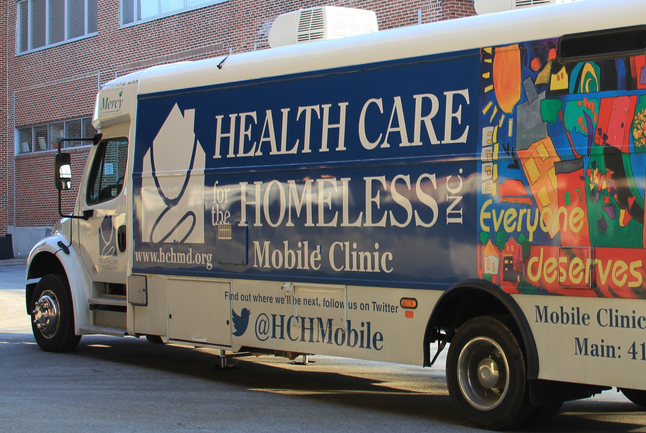 Mercy
HEALTH CARE
for the HOMELESS INC.
Mobile Clinic
www.hchmd.org
Everyone
deserves
Find out where we'll be next, follow us on Twitter
@HCHMobile
Mobile Clinic
Main: 41